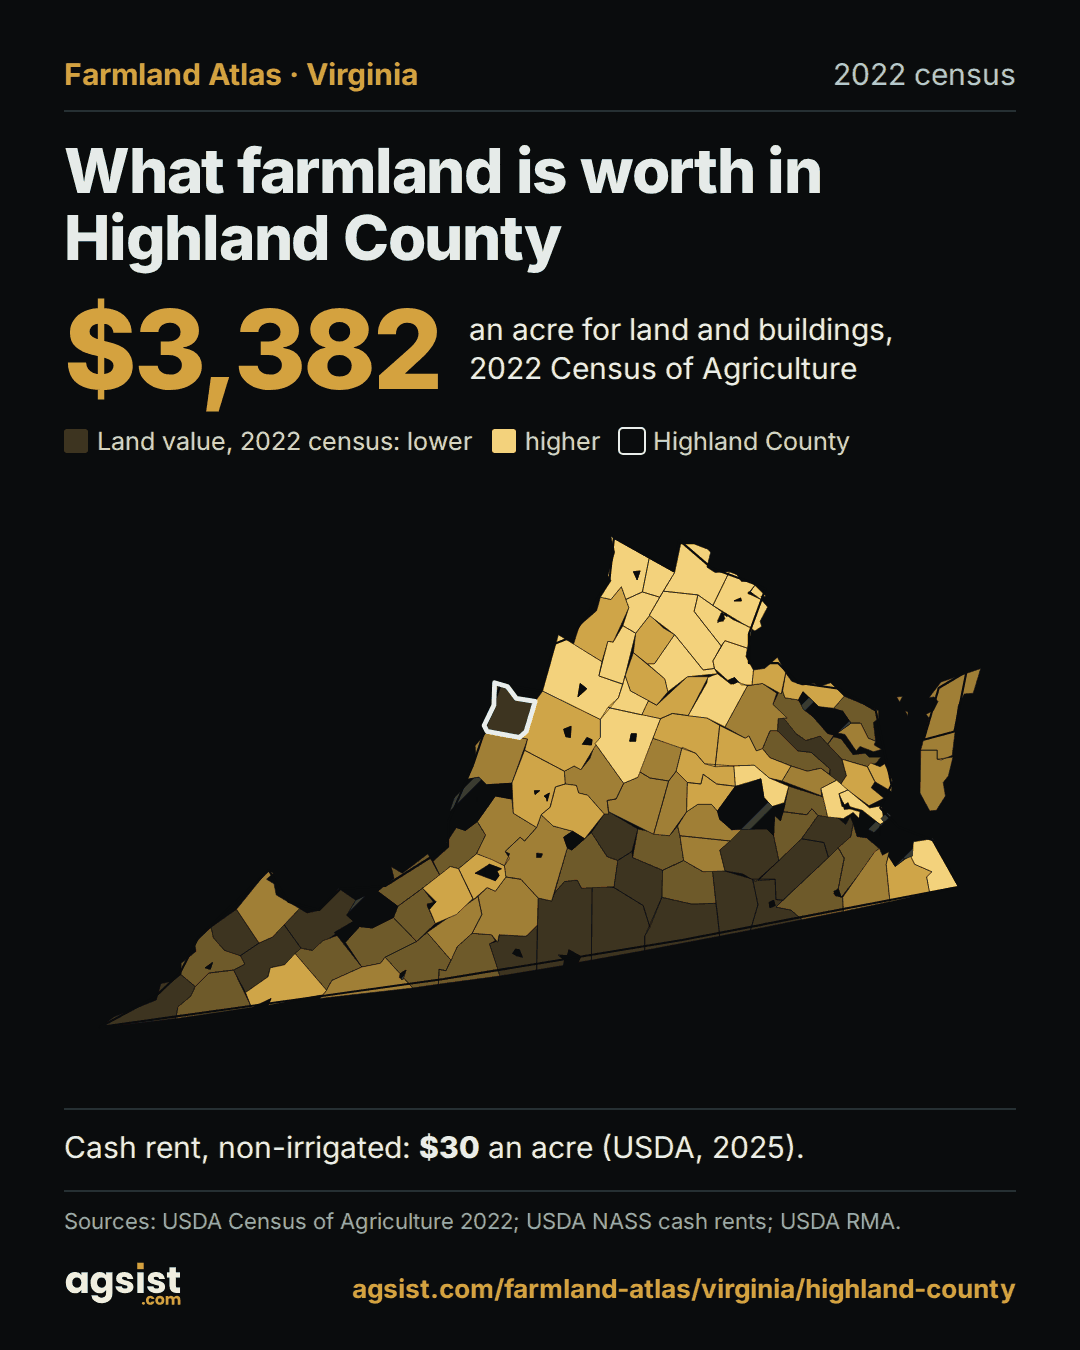 Farmland Atlas · Virginia
2022 census
What farmland is worth in
Highland County
$3,382
an acre for land and buildings,
2022 Census of Agriculture
Land value, 2022 census: lower
higher
Highland County
Cash rent, non-irrigated: $30 an acre (USDA, 2025).
Sources: USDA Census of Agriculture 2022; USDA NASS cash rents; USDA RMA.
agsist
.com
agsist.com/farmland-atlas/virginia/highland-county